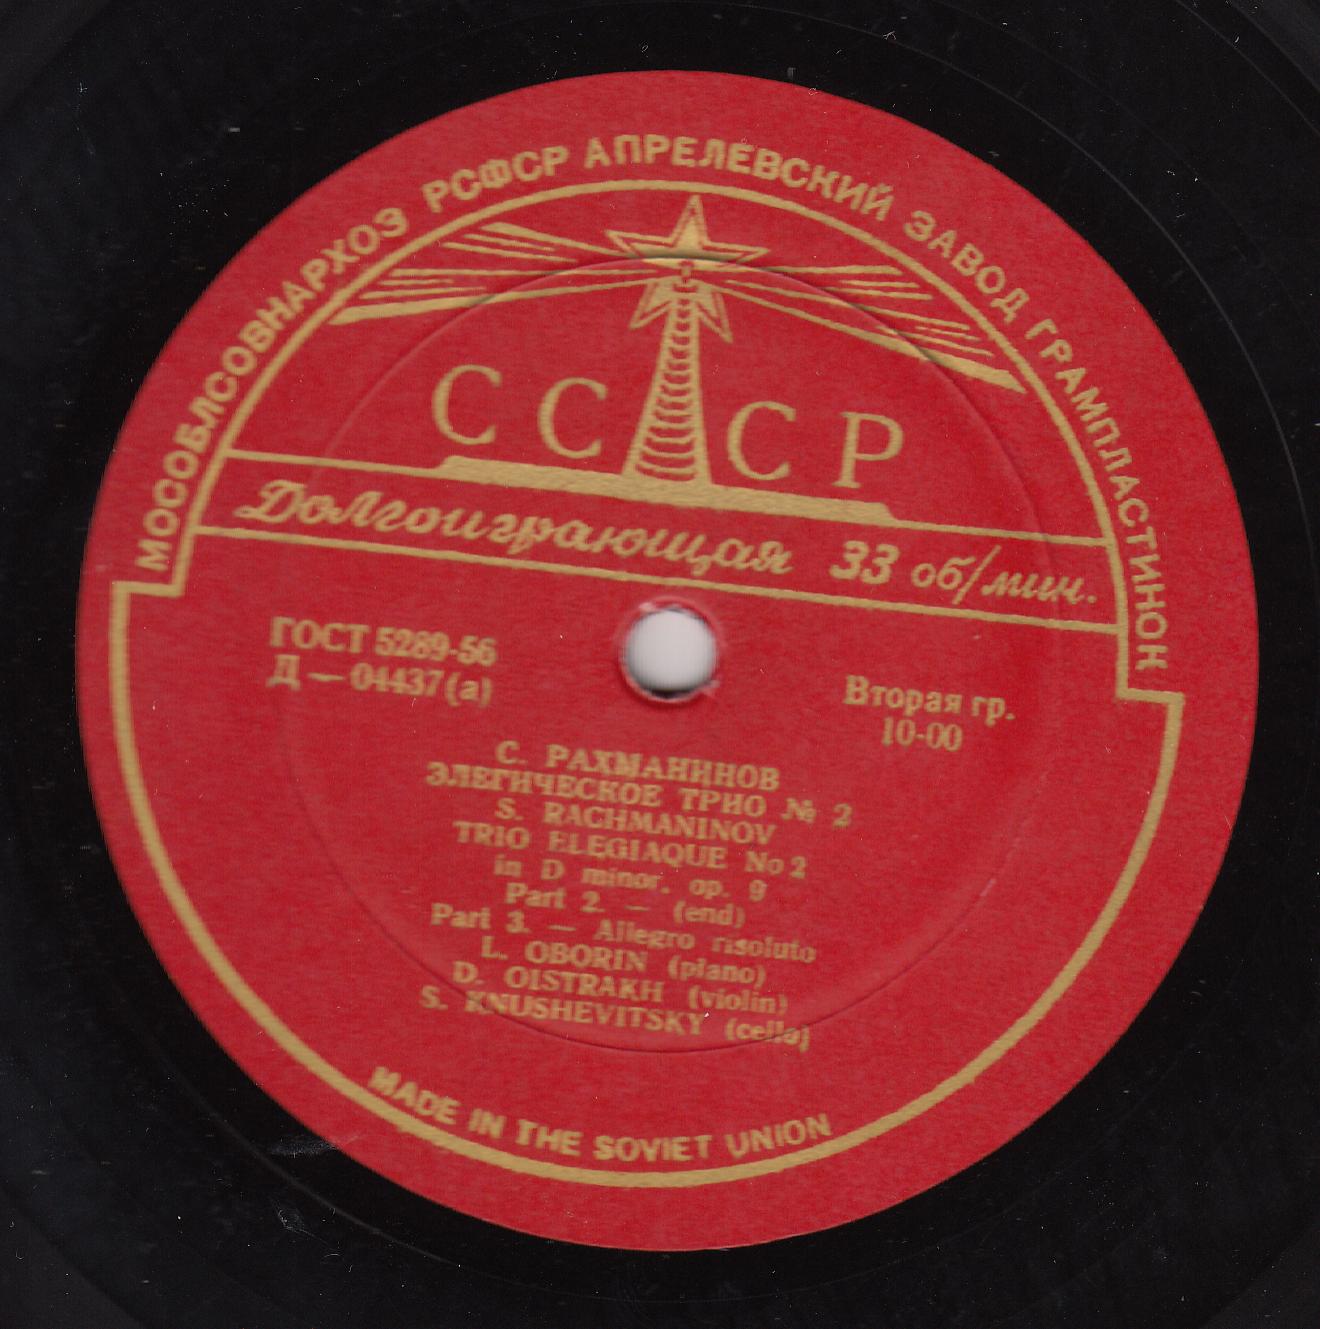 МОСОБЛСОВНАРХОЗ РСФСР АПРЕЛЕВСКИЙ ЗАВОД ГРАМПЛАСТИНОК
СССР
Долгоиграющая 33 об/мин.
ГОСТ 5289-56
Д — 04437(а)
Вторая гр.
10-00
С. РАХМАНИНОВ
ЭЛЕГИЧЕСКОЕ ТРИО № 2
S. RACHMANINOV
TRIO ELEGIAQUE No 2
in D minor, op. 9
Part 2. — (end)
Part 3. — Allegro risoluto
L. OBORIN (piano)
D. OISTRAKH (violin)
S. KNUSHEVITSKY (cello)
MADE IN THE SOVIET UNION